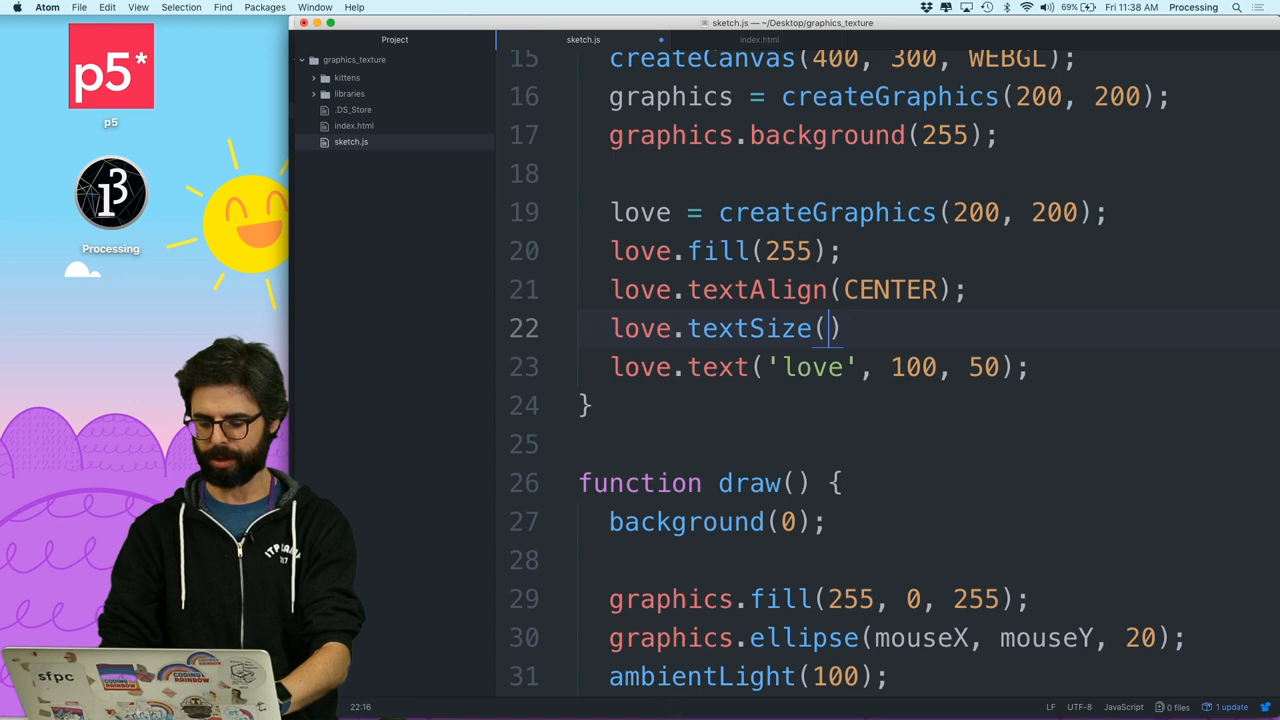 Atom File Edit View Selection Find Packages Window Help 69% Fri 11:38 AM Processing
sketch.js — ~/Desktop/graphics_texture
Project sketch.js index.html
p5*
p5
Processing
graphics_texture
kittens
libraries
.DS_Store
index.html
sketch.js
15 createCanvas(400, 300, WEBGL);
16 graphics = createGraphics(200, 200);
17 graphics.background(255);
18
19 love = createGraphics(200, 200);
20 love.fill(255);
21 love.textAlign(CENTER);
22 love.textSize()
23 love.text('love', 100, 50);
24 }
25
26 function draw() {
27 background(0);
28
29 graphics.fill(255, 0, 255);
30 graphics.ellipse(mouseX, mouseY, 20);
31 ambientLight(100);
sfpc
CODING RAINBOW
22:16 LF UTF-8 JavaScript 0 files 1 update